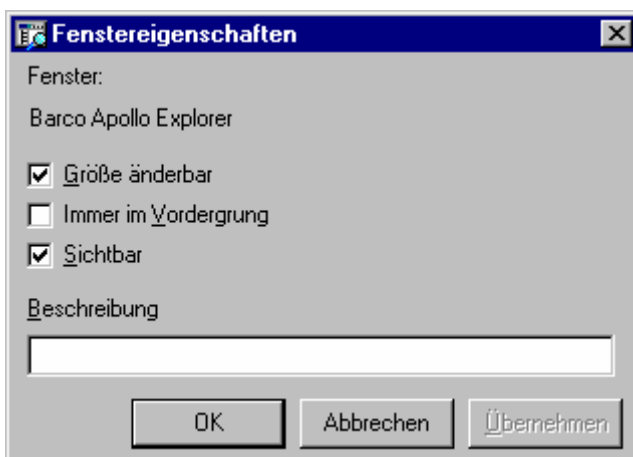 Fenstereigenschaften
Fenster:
Barco Apollo Explorer
Größe änderbar
Immer im Vordergrung
Sichtbar
Beschreibung
OK Abbrechen Übernehmen